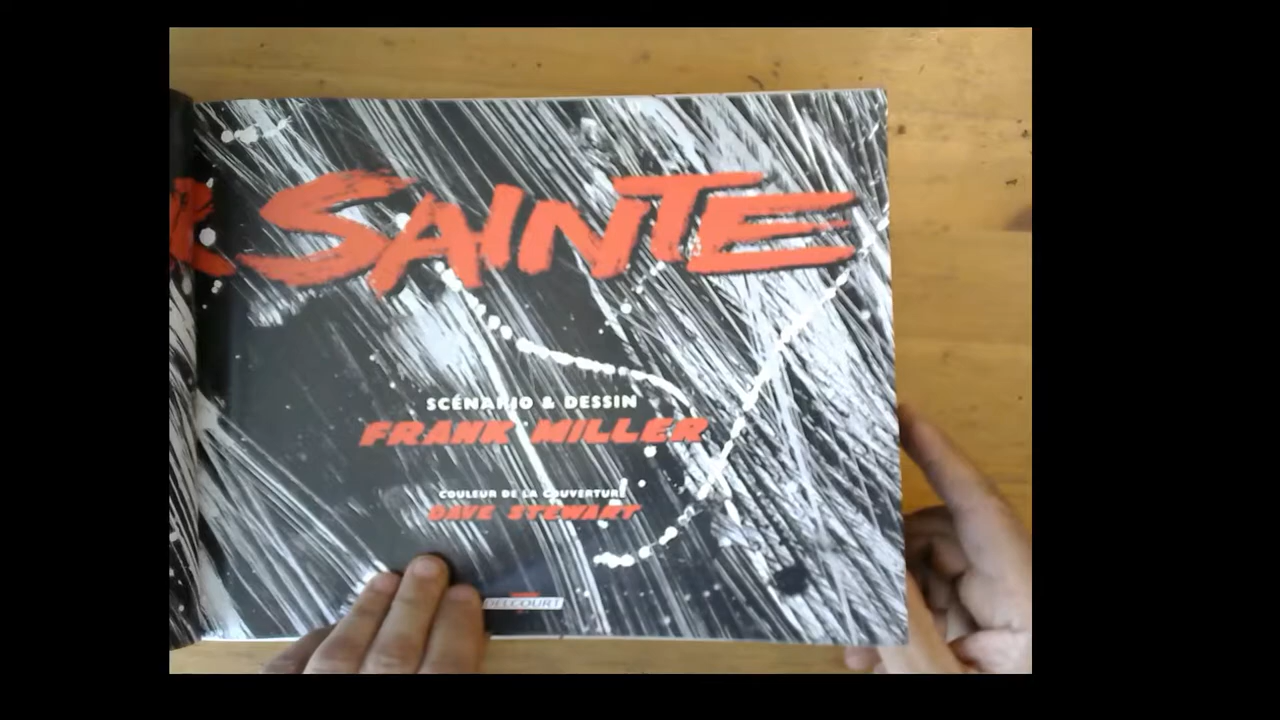 R SAINTE
SCÉNARIO & DESSIN
FRANK MILLER
COULEUR DE LA COUVERTURE
DAVE STEWART
DELCOURT